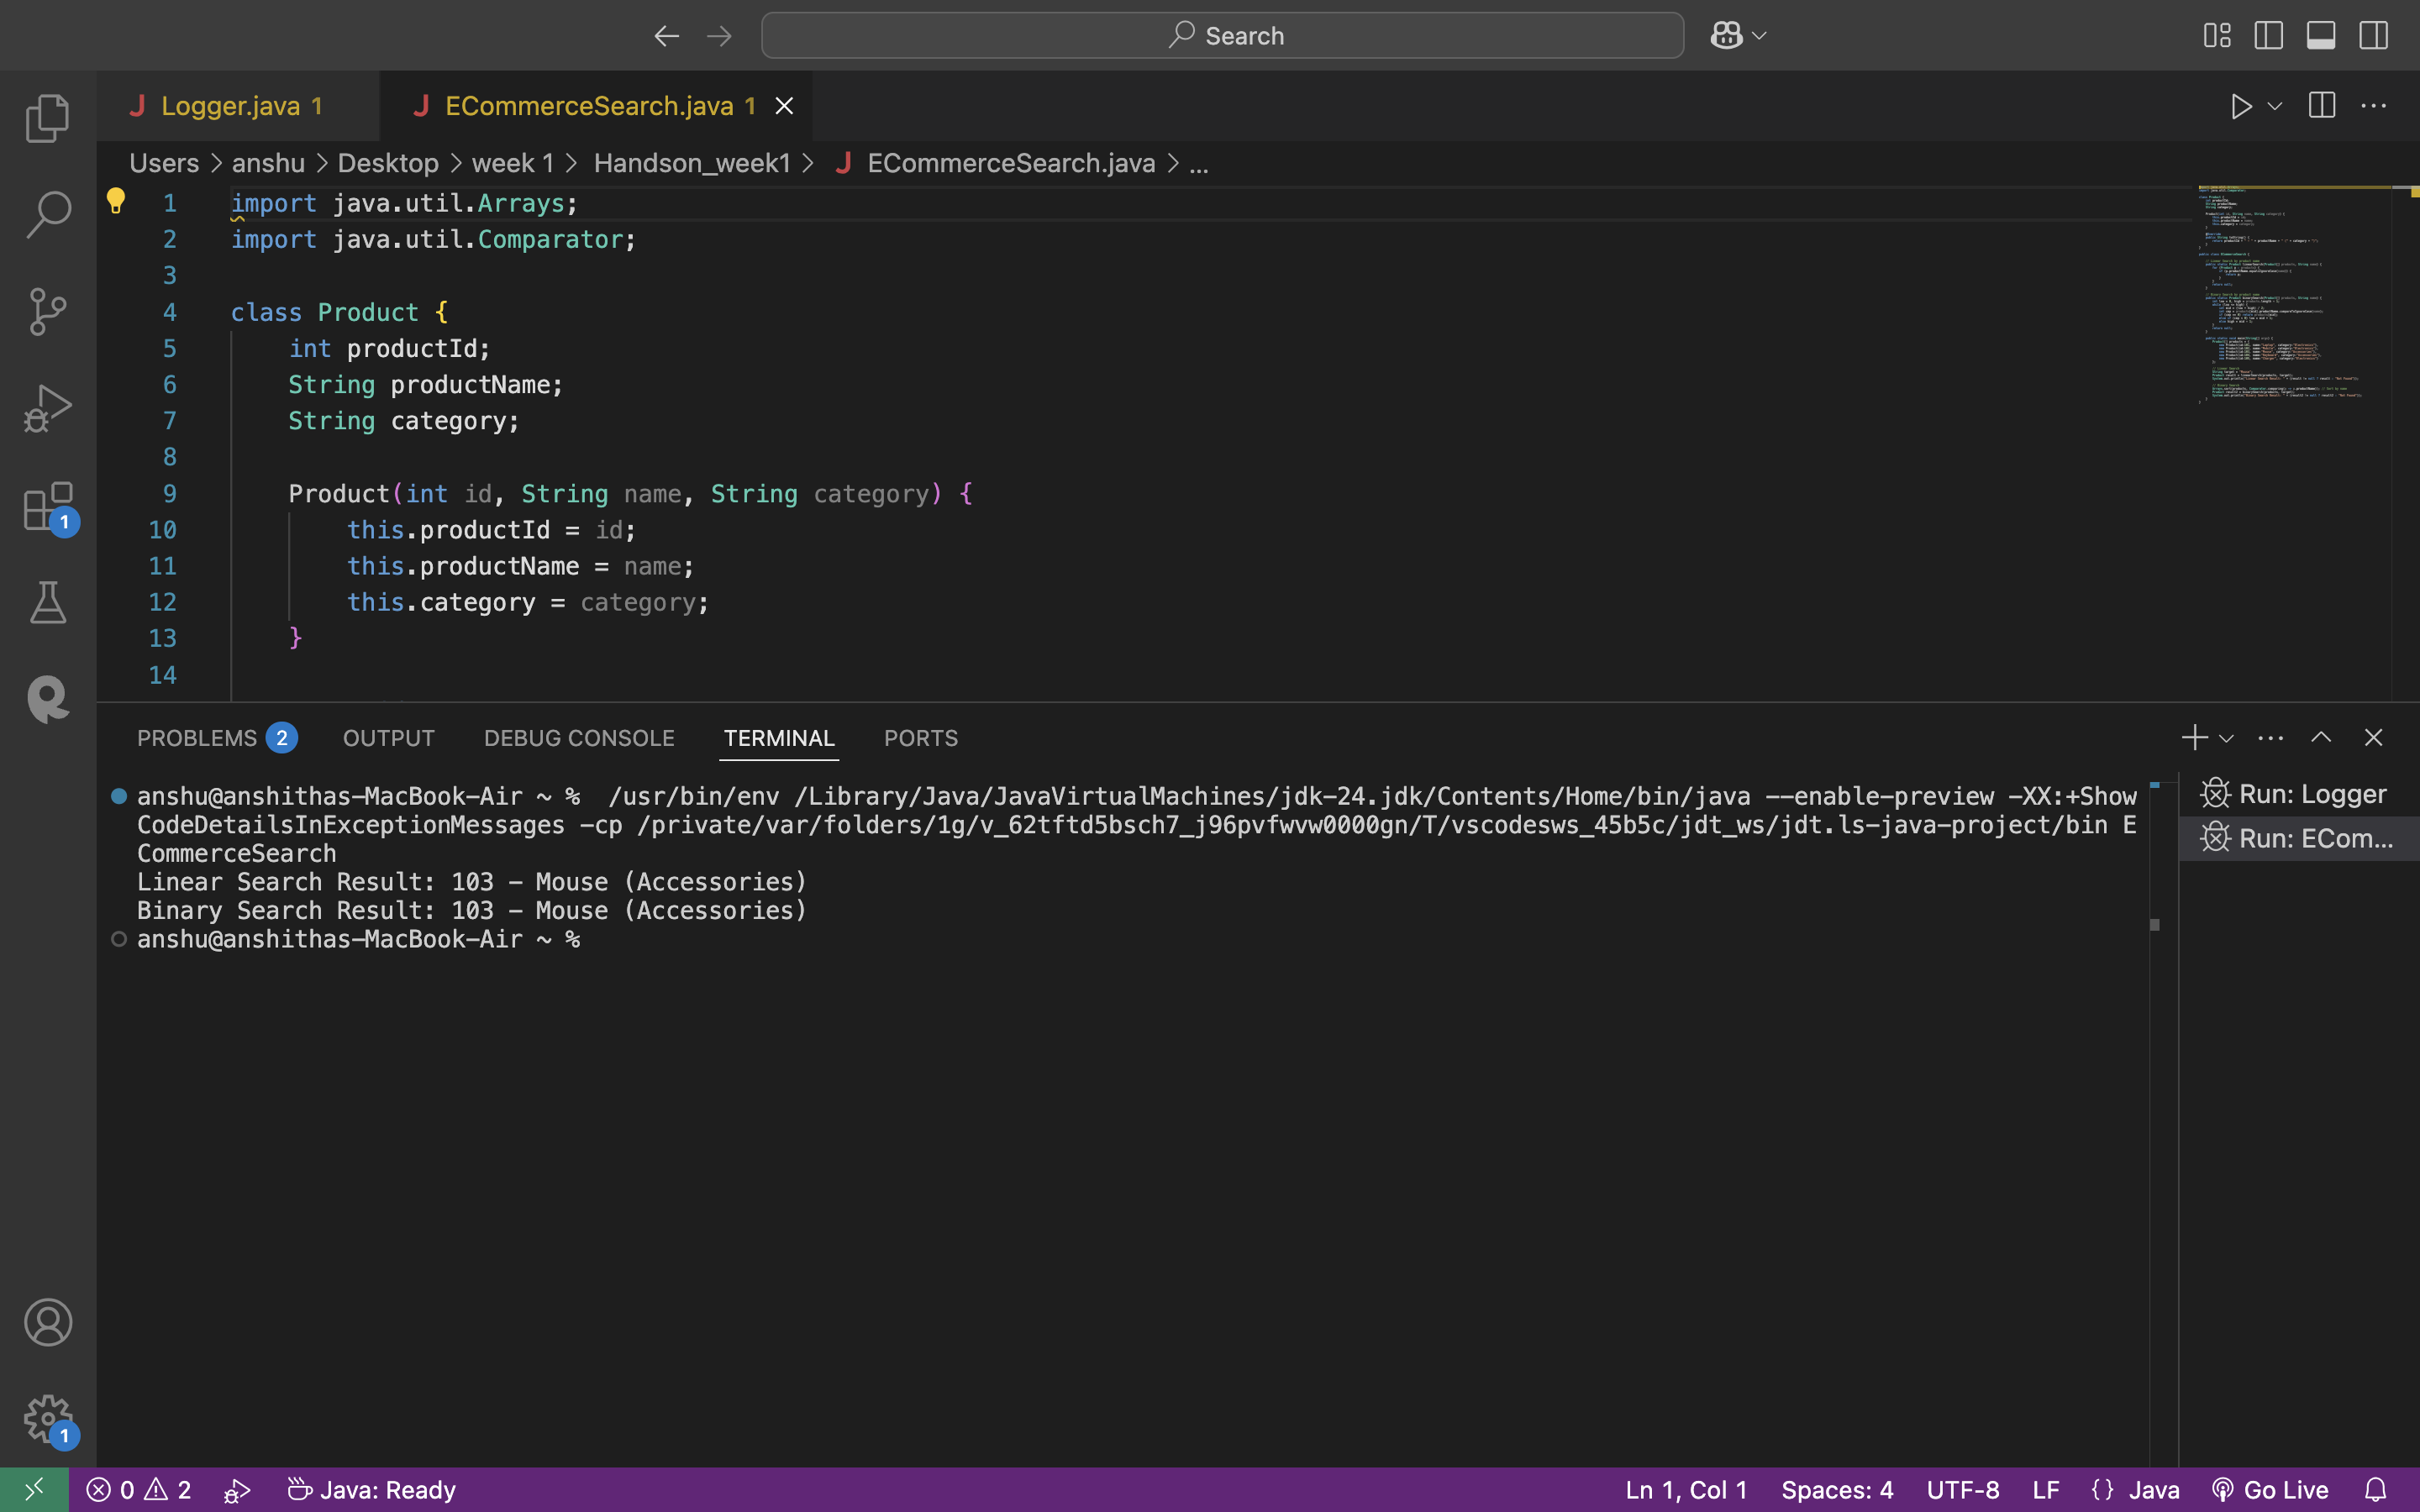 Search
Logger.java 1
ECommerceSearch.java 1
Users > anshu > Desktop > week 1 > Handson_week1 > ECommerceSearch.java > ...
1 import java.util.Arrays;
2 import java.util.Comparator;
3
4 class Product {
5 int productId;
6 String productName;
7 String category;
8
9 Product(int id, String name, String category) {
10 this.productId = id;
11 this.productName = name;
12 this.category = category;
13 }
14
PROBLEMS 2 OUTPUT DEBUG CONSOLE TERMINAL PORTS
anshu@anshithas-MacBook-Air ~ % /usr/bin/env /Library/Java/JavaVirtualMachines/jdk-24.jdk/Contents/Home/bin/java --enable-preview -XX:+Show
CodeDetailsInExceptionMessages -cp /private/var/folders/1g/v_62tftd5bsch7_j96pvfwvw0000gn/T/vscodesws_45b5c/jdt_ws/jdt.ls-java-project/bin E
CommerceSearch
Linear Search Result: 103 - Mouse (Accessories)
Binary Search Result: 103 - Mouse (Accessories)
anshu@anshithas-MacBook-Air ~ %
Run: Logger
Run: ECom...
1
1
0 2 Java: Ready
Ln 1, Col 1 Spaces: 4 UTF-8 LF {} Java Go Live